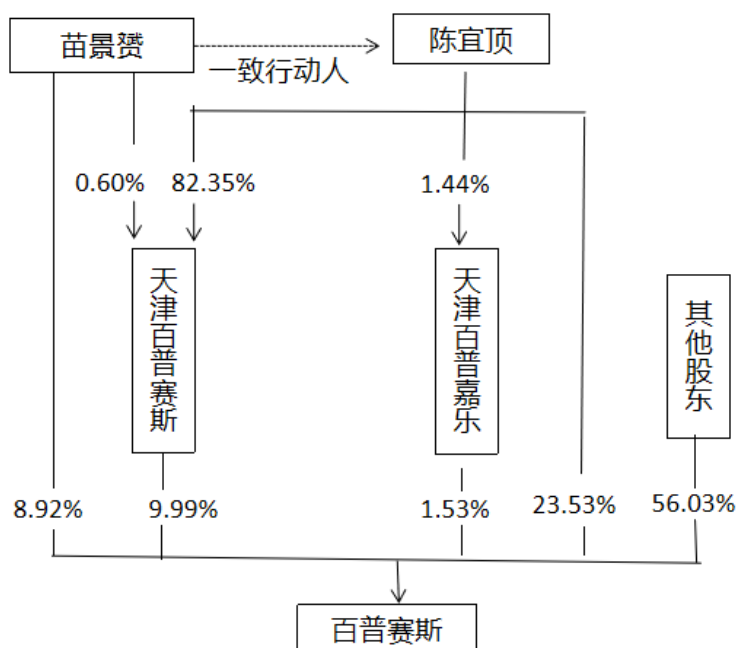 苗景赟
陈宜顶
一致行动人
0.60%
82.35%
1.44%
天津百普赛斯
天津百普嘉乐
其他股东
8.92%
9.99%
1.53%
23.53%
56.03%
百普赛斯